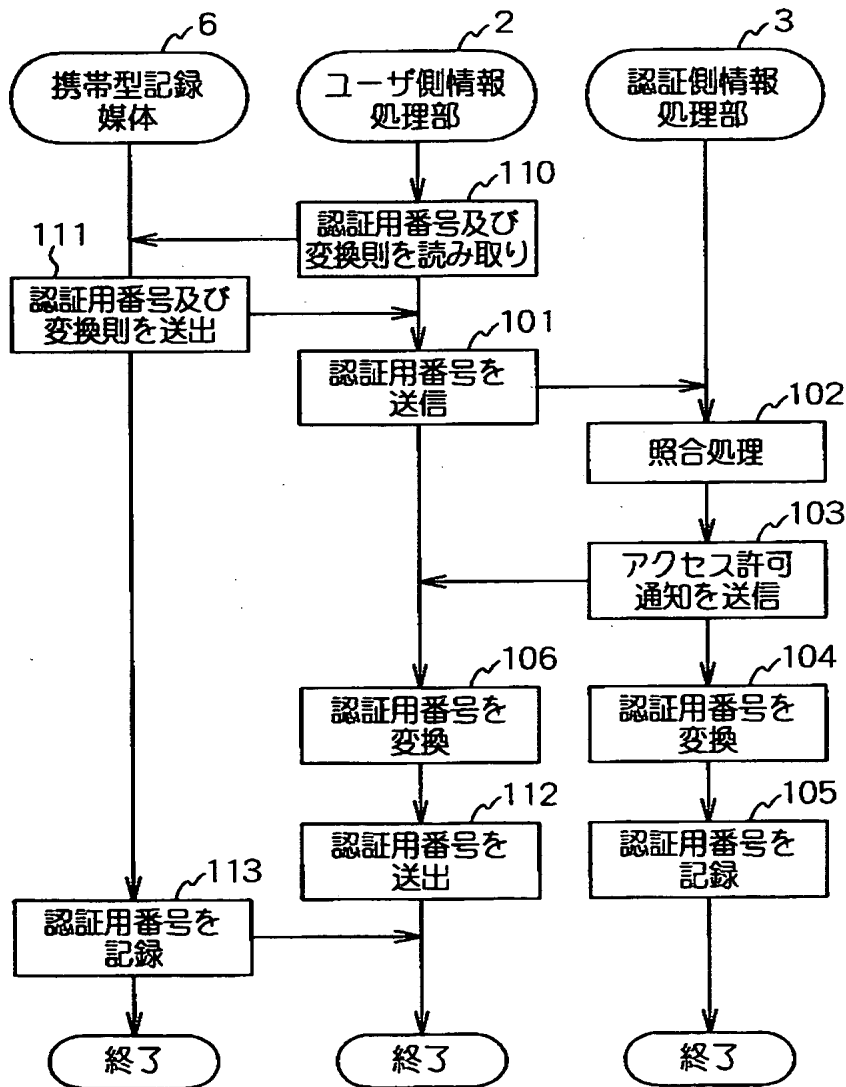 6
2
3
携帯型記録
媒体
ユーザ側情報
処理部
認証側情報
処理部
110
認証用番号及び
変換則を読み取り
111
認証用番号及び
変換則を送出
101
認証用番号を
送信
102
照合処理
103
アクセス許可
通知を送信
106
認証用番号を
変換
104
認証用番号を
変換
112
認証用番号を
送出
105
認証用番号を
記録
113
認証用番号を
記録
終了
終了
終了